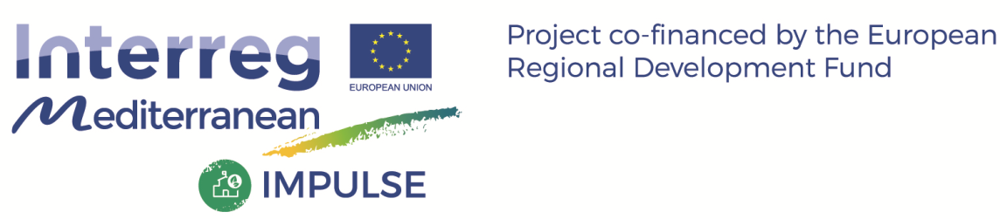 Interreg
EUROPEAN UNION
Mediterranean
IMPULSE
Project co-financed by the European
Regional Development Fund